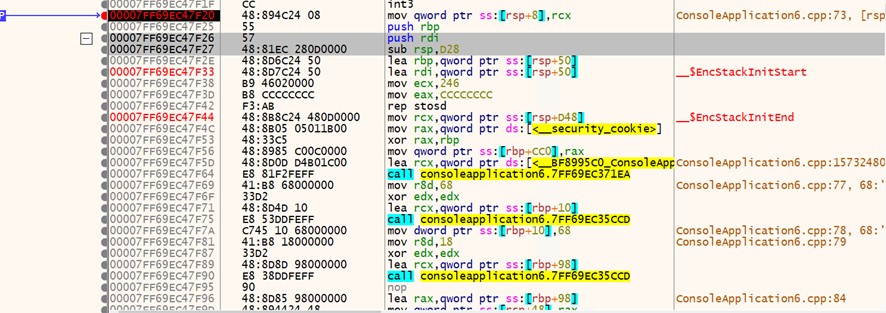 00007FF69EC47F1F CC int3
P 00007FF69EC47F20 48:894C24 08 mov qword ptr ss:[rsp+8],rcx ConsoleApplication6.cpp:73, [rsp
00007FF69EC47F25 55 push rbp
00007FF69EC47F26 57 push rdi
00007FF69EC47F27 48:81EC 280D0000 sub rsp,D28
00007FF69EC47F2E 48:8D6C24 50 lea rbp,qword ptr ss:[rsp+50]
00007FF69EC47F33 48:8D7C24 50 lea rdi,qword ptr ss:[rsp+50] __$EncStackInitStart
00007FF69EC47F38 B9 46020000 mov ecx,246
00007FF69EC47F3D B8 CCCCCCCC mov eax,CCCCCCCC
00007FF69EC47F42 F3:AB rep stosd
00007FF69EC47F44 48:8B8C24 480D0000 mov rcx,qword ptr ss:[rsp+D48] __$EncStackInitEnd
00007FF69EC47F4C 48:8B05 05011B00 mov rax,qword ptr ds:[<__security_cookie>]
00007FF69EC47F53 48:33C5 xor rax,rbp
00007FF69EC47F56 48:8985 C00C0000 mov qword ptr ss:[rbp+CC0],rax
00007FF69EC47F5D 48:8D0D D4B01C00 lea rcx,qword ptr ds:[<__BF8995C0_ConsoleApp ConsoleApplication6.cpp:15732480
00007FF69EC47F64 E8 81F2FEFF call consoleapplication6.7FF69EC371EA
00007FF69EC47F69 41:B8 68000000 mov r8d,68 ConsoleApplication6.cpp:77, 68:'
00007FF69EC47F6F 33D2 xor edx,edx
00007FF69EC47F71 48:8D4D 10 lea rcx,qword ptr ss:[rbp+10]
00007FF69EC47F75 E8 53DDFEFF call consoleapplication6.7FF69EC35CCD
00007FF69EC47F7A C745 10 68000000 mov dword ptr ss:[rbp+10],68 ConsoleApplication6.cpp:78, 68:'
00007FF69EC47F81 41:B8 18000000 mov r8d,18 ConsoleApplication6.cpp:79
00007FF69EC47F87 33D2 xor edx,edx
00007FF69EC47F89 48:8D8D 98000000 lea rcx,qword ptr ss:[rbp+98]
00007FF69EC47F90 E8 38DDFEFF call consoleapplication6.7FF69EC35CCD
00007FF69EC47F95 90 nop
00007FF69EC47F96 48:8D85 98000000 lea rax,qword ptr ss:[rbp+98] ConsoleApplication6.cpp:84
00007FF69EC47F9D 48:894424 48 mov qword ptr ss:[rsp+48],rax